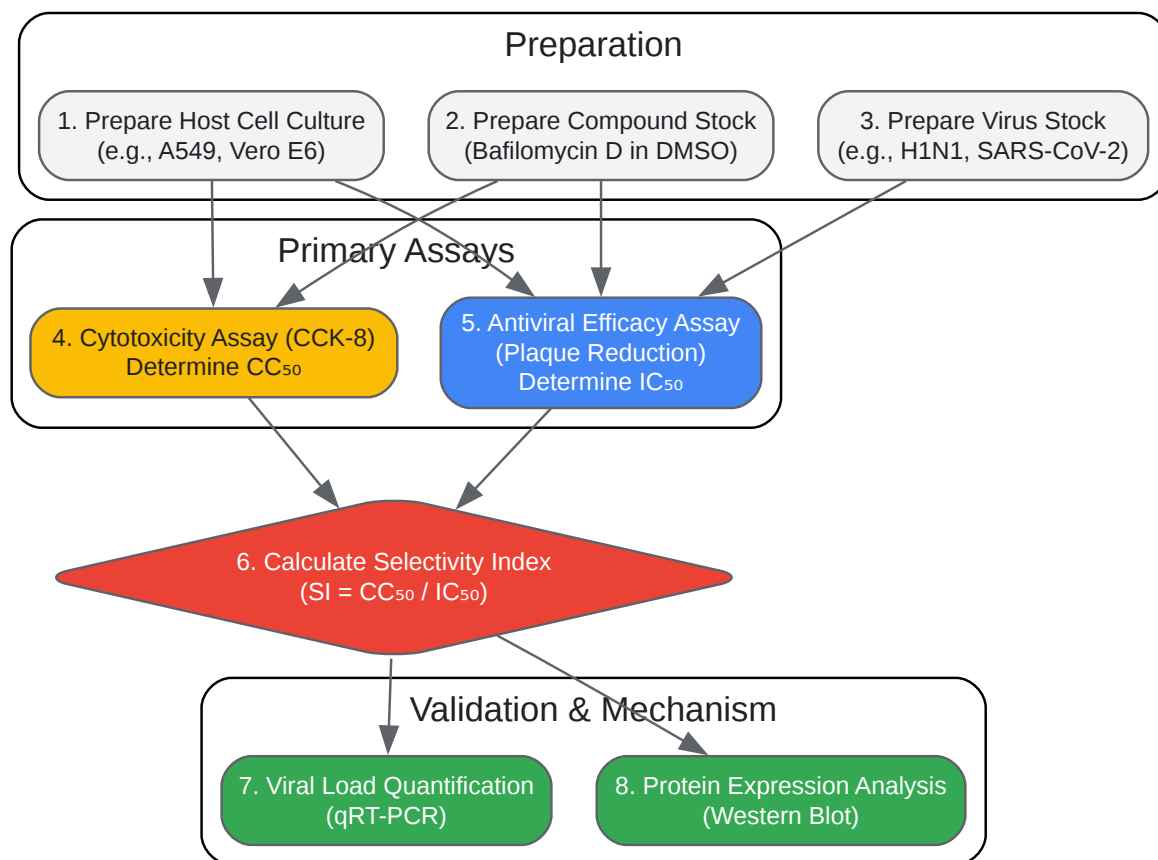 Preparation
1. Prepare Host Cell Culture
(e.g., A549, Vero E6)
2. Prepare Compound Stock
(Bafilomycin D in DMSO)
3. Prepare Virus Stock
(e.g., H1N1, SARS-CoV-2)
Primary Assays
4. Cytotoxicity Assay (CCK-8)
Determine CC₅₀
5. Antiviral Efficacy Assay
(Plaque Reduction)
Determine IC₅₀
6. Calculate Selectivity Index
(SI = CC₅₀ / IC₅₀)
Validation & Mechanism
7. Viral Load Quantification
(qRT-PCR)
8. Protein Expression Analysis
(Western Blot)